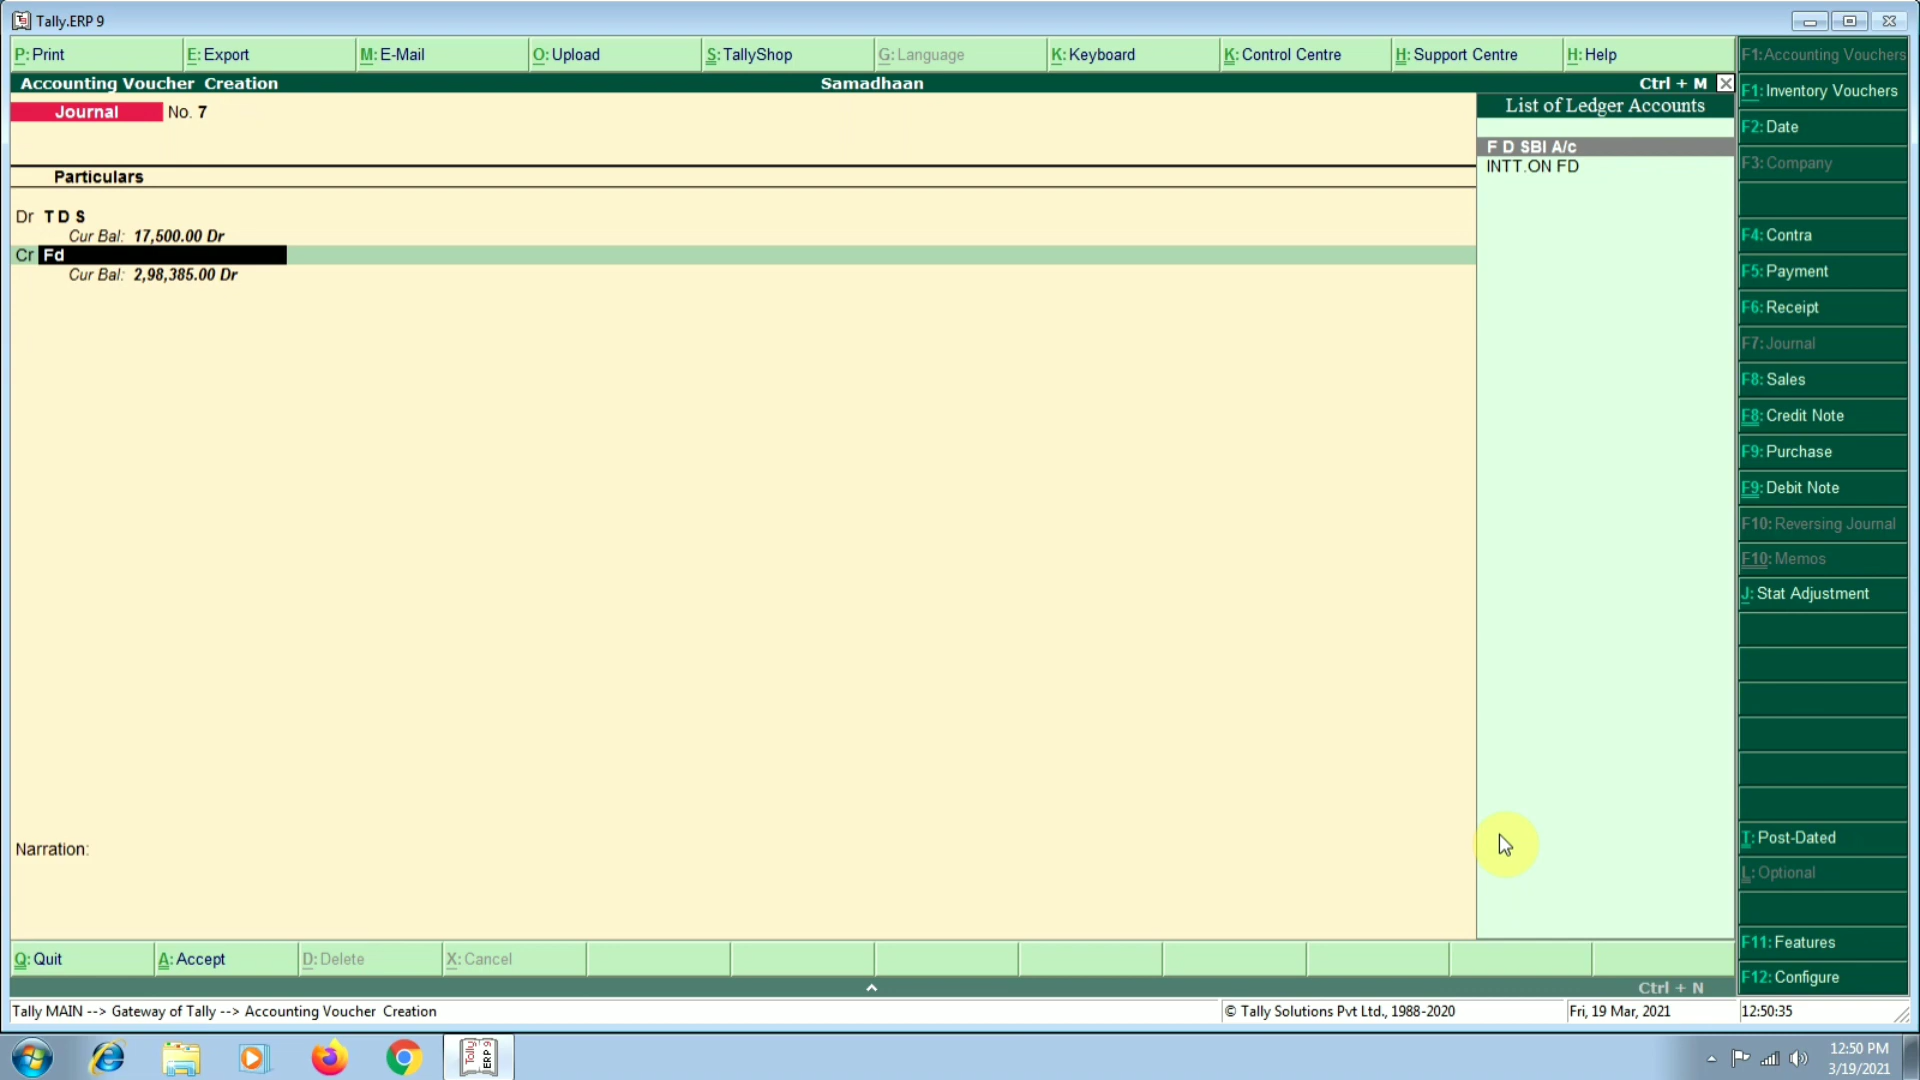 Tally.ERP 9
P: Print
E: Export
M: E-Mail
O: Upload
S: TallyShop
G: Language
K: Keyboard
K: Control Centre
H: Support Centre
H: Help
Accounting Voucher Creation
Samadhaan
Ctrl + M
Journal
No. 7
Particulars
Dr T D S
Cur Bal: 17,500.00 Dr
Cr Fd
Cur Bal: 2,98,385.00 Dr
Narration:
List of Ledger Accounts
F D SBI A/c
INTT.ON FD
F1: Accounting Vouchers
F1: Inventory Vouchers
F2: Date
F3: Company
F4: Contra
F5: Payment
F6: Receipt
F7: Journal
F8: Sales
F8: Credit Note
F9: Purchase
F9: Debit Note
F10: Reversing Journal
F10: Memos
J: Stat Adjustment
T: Post-Dated
L: Optional
F11: Features
F12: Configure
Q: Quit
A: Accept
D: Delete
X: Cancel
Ctrl + N
Tally MAIN --> Gateway of Tally --> Accounting Voucher Creation
© Tally Solutions Pvt Ltd., 1988-2020
Fri, 19 Mar, 2021
12:50:35
Tally
ERP 9
12:50 PM
3/19/2021